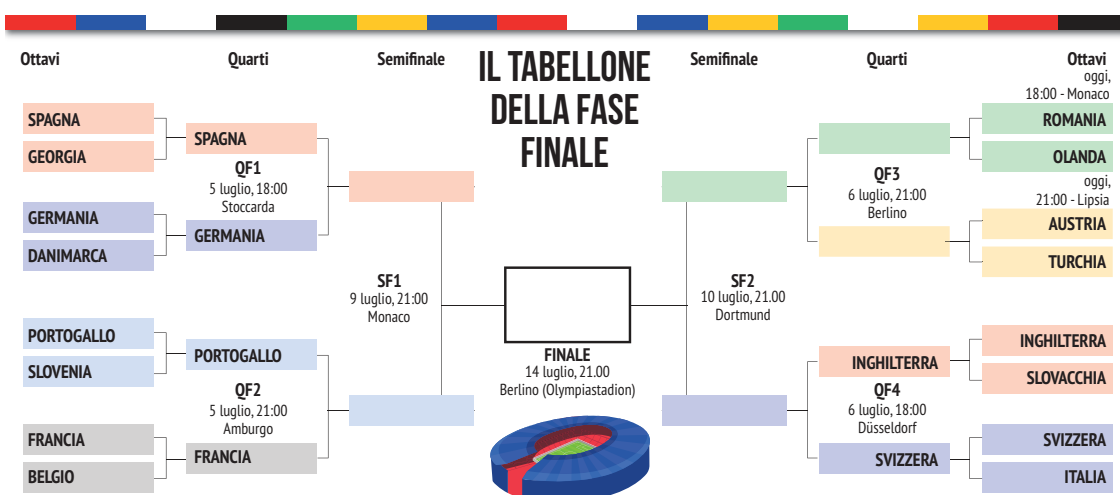 IL TABELLONE
DELLA FASE
FINALE
Ottavi
Quarti
Semifinale
Semifinale
Quarti
Ottavi
oggi,
18:00 - Monaco
SPAGNA
GEORGIA
SPAGNA
QF1
5 luglio, 18:00
Stoccarda
GERMANIA
GERMANIA
DANIMARCA
SF1
9 luglio, 21:00
Monaco
PORTOGALLO
SLOVENIA
PORTOGALLO
QF2
5 luglio, 21:00
Amburgo
FRANCIA
FRANCIA
BELGIO
FINALE
14 luglio, 21.00
Berlino (Olympiastadion)
SF2
10 luglio, 21.00
Dortmund
QF3
6 luglio, 21:00
Berlino
ROMANIA
OLANDA
oggi,
21:00 - Lipsia
AUSTRIA
TURCHIA
INGHILTERRA
QF4
6 luglio, 18:00
Düsseldorf
SVIZZERA
INGHILTERRA
SLOVACCHIA
SVIZZERA
ITALIA